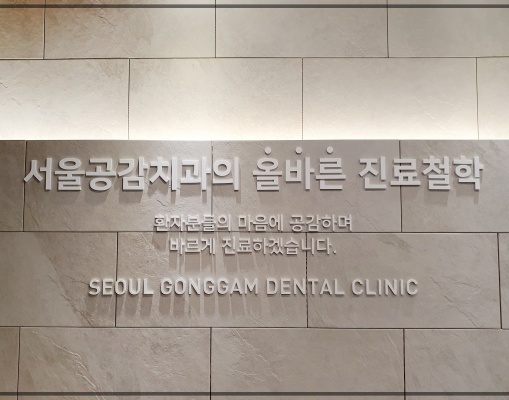 서울공감치과의 올바른 진료철학
환자분들의 마음에 공감하며
바르게 진료하겠습니다.
SEOUL GONGGAM DENTAL CLINIC